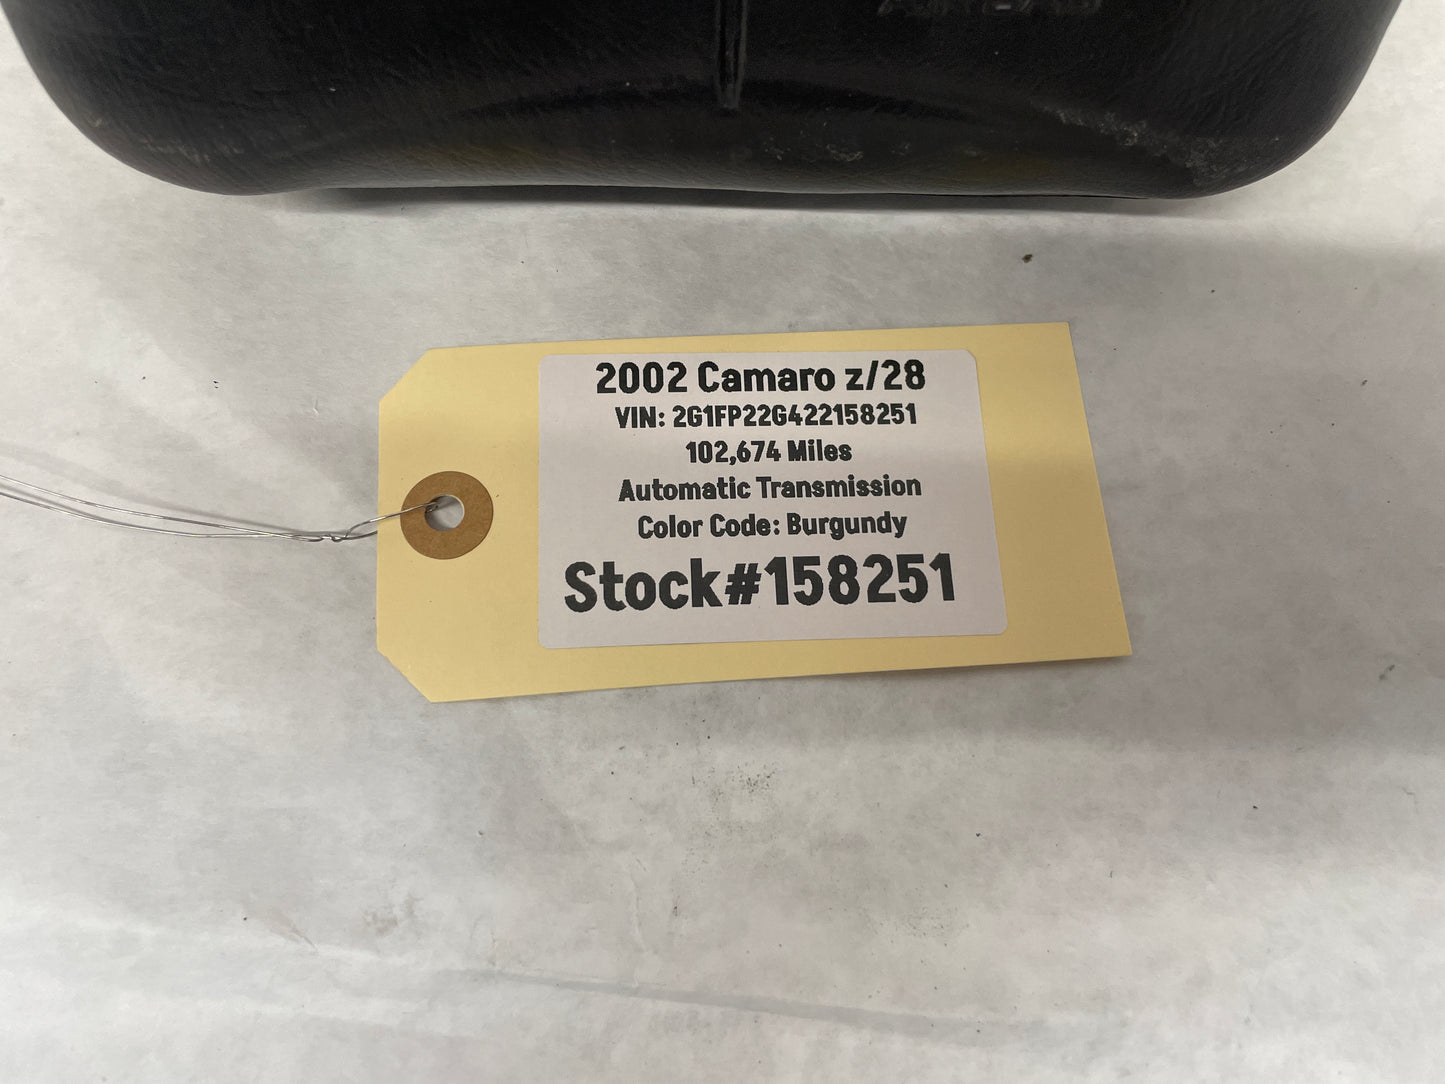 2002 Camaro z/28
VIN: 2G1FP22G422158251
102,674 Miles
Automatic Transmission
Color Code: Burgundy
Stock#158251